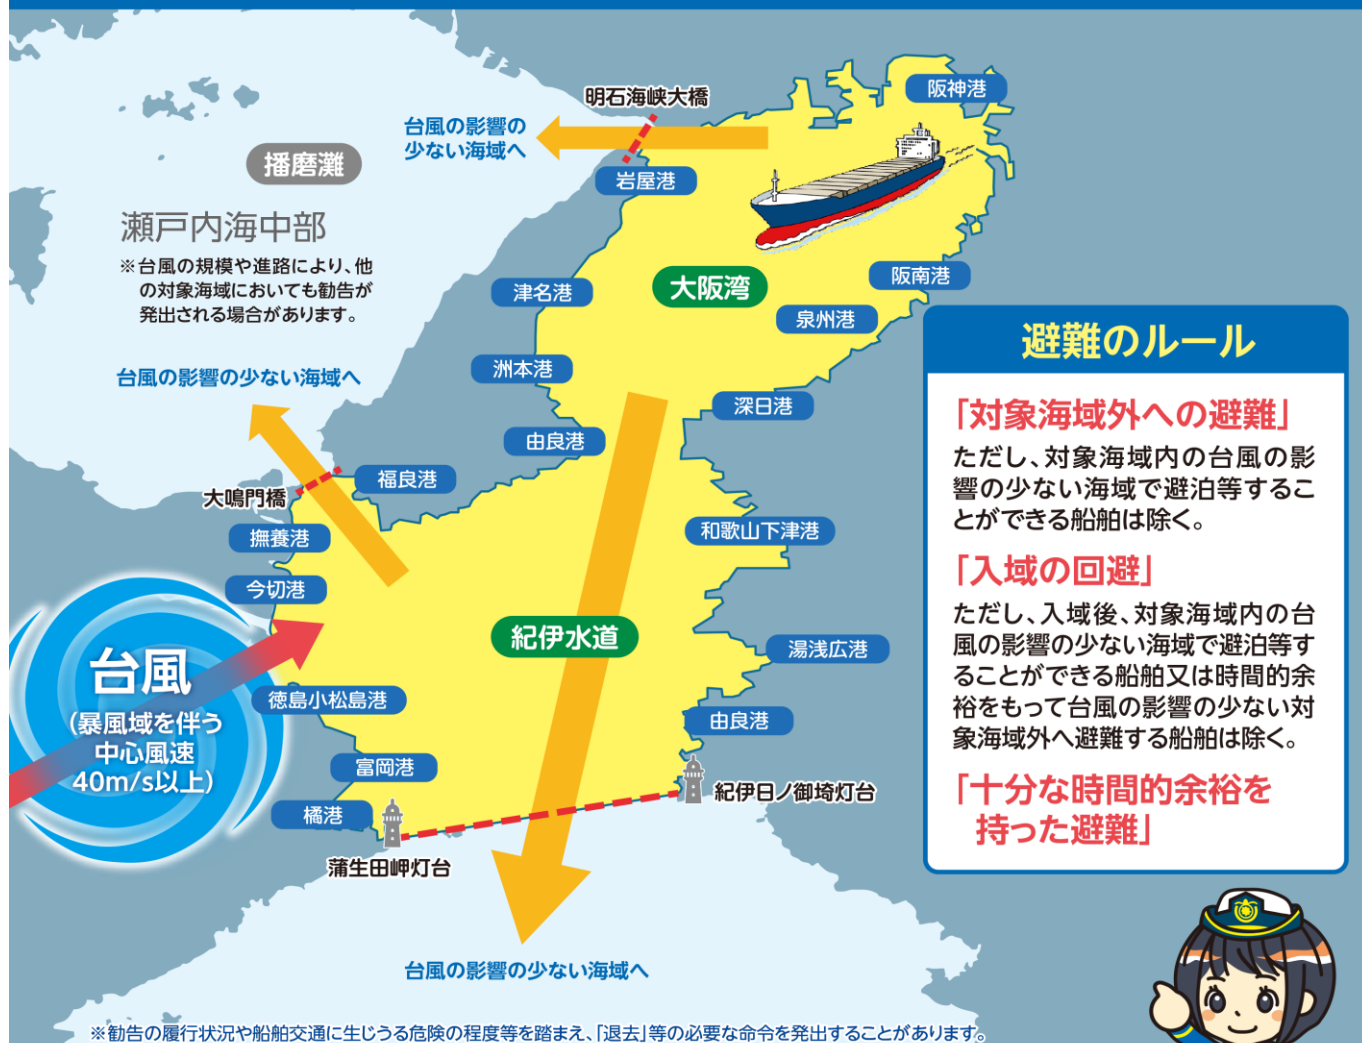 明石海峡大橋
阪神港
台風の影響の
少ない海域へ
播磨灘
岩屋港
瀬戸内海中部
※台風の規模や進路により、他
の対象海域においても勧告が
発出される場合があります。
大阪湾
阪南港
津名港
泉州港
台風の影響の少ない海域へ
洲本港
深日港
由良港
福良港
大鳴門橋
撫養港
和歌山下津港
今切港
紀伊水道
湯浅広港
台風
(暴風域を伴う
中心風速
40m/s以上)
徳島小松島港
由良港
富岡港
橘港
紀伊日ノ御埼灯台
蒲生田岬灯台
台風の影響の少ない海域へ
避難のルール
「対象海域外への避難」
ただし、対象海域内の台風の影
響の少ない海域で避泊等するこ
とができる船舶は除く。
「入域の回避」
ただし、入域後、対象海域内の台
風の影響の少ない海域で避泊等す
ることができる船舶又は時間的余
裕をもって台風の影響の少ない対
象海域外へ避難する船舶は除く。
「十分な時間的余裕を
持った避難」
※勧告の履行状況や船舶交通に生じうる危険の程度等を踏まえ、「退去」等の必要な命令を発出することがあります。